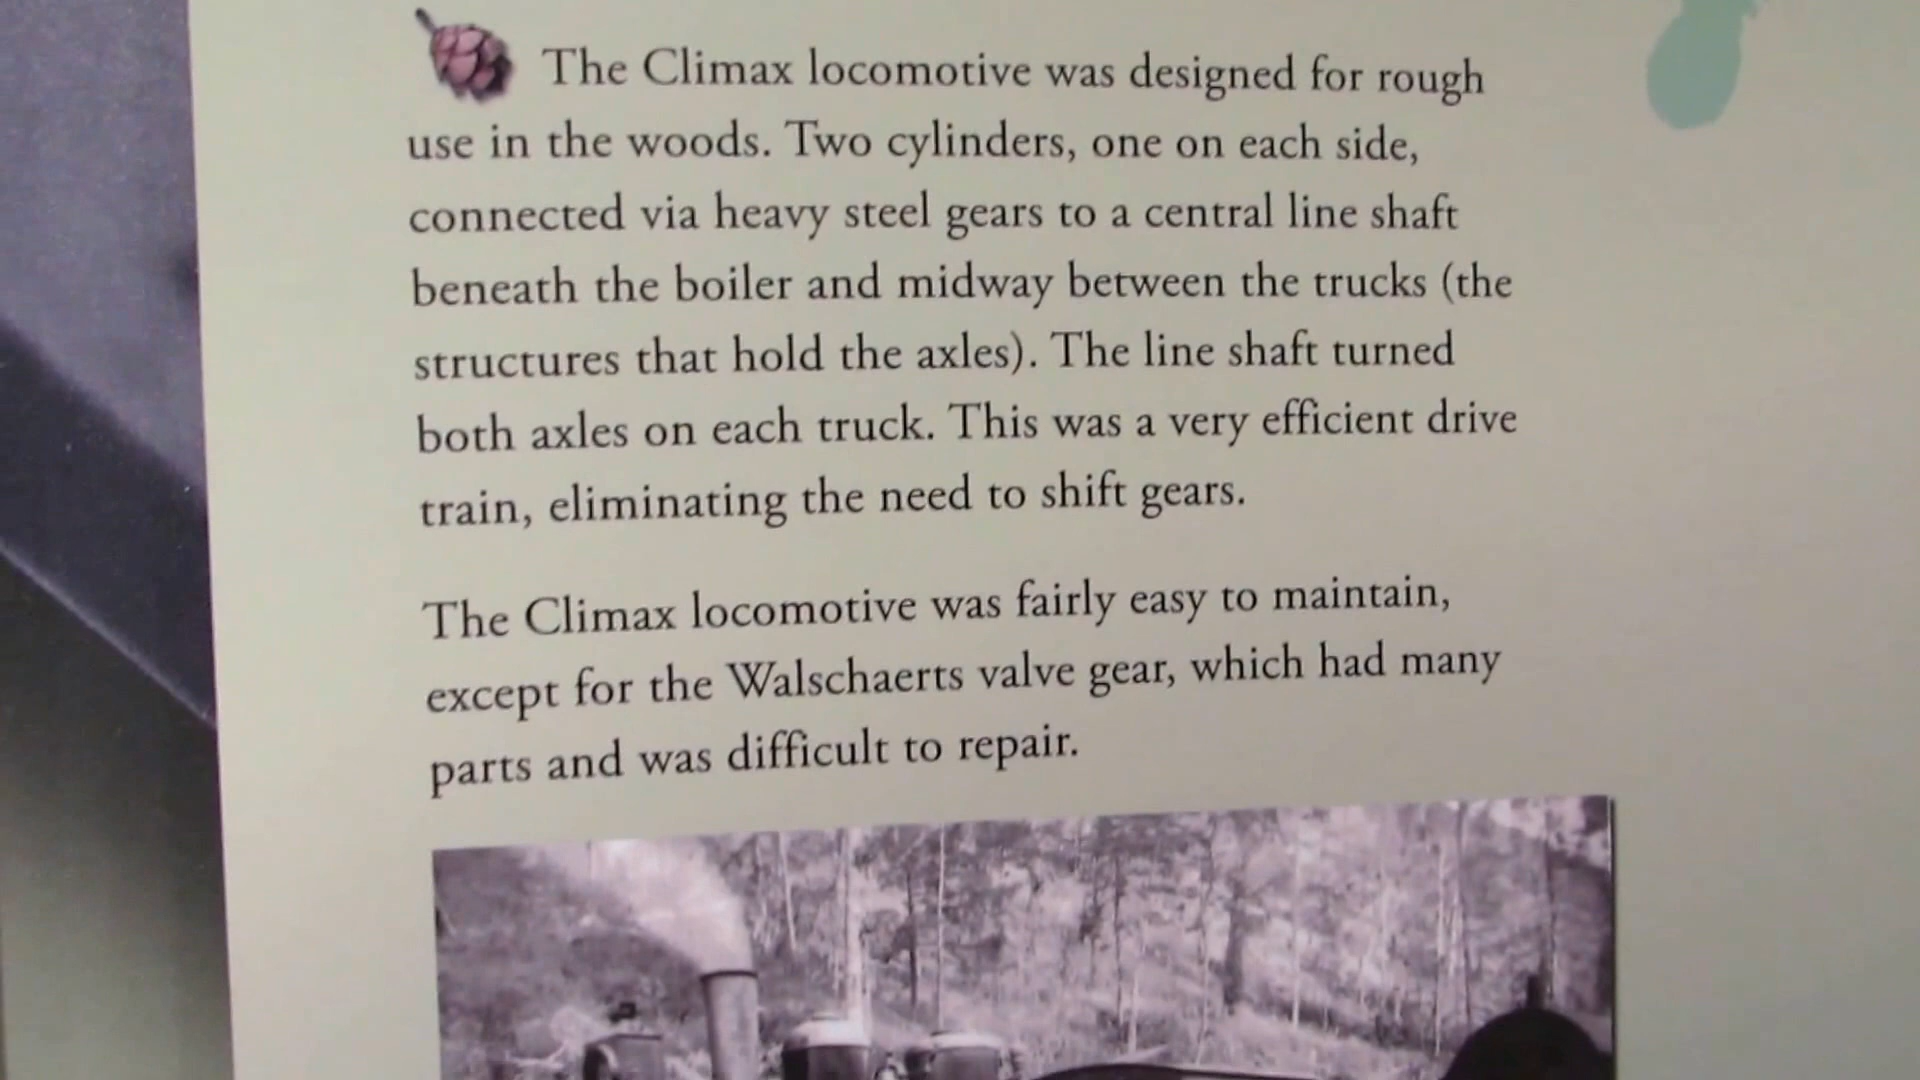 The Climax locomotive was designed for rough
use in the woods. Two cylinders, one on each side,
connected via heavy steel gears to a central line shaft
beneath the boiler and midway between the trucks (the
structures that hold the axles). The line shaft turned
both axles on each truck. This was a very efficient drive
train, eliminating the need to shift gears.
The Climax locomotive was fairly easy to maintain,
except for the Walschaerts valve gear, which had many
parts and was difficult to repair.